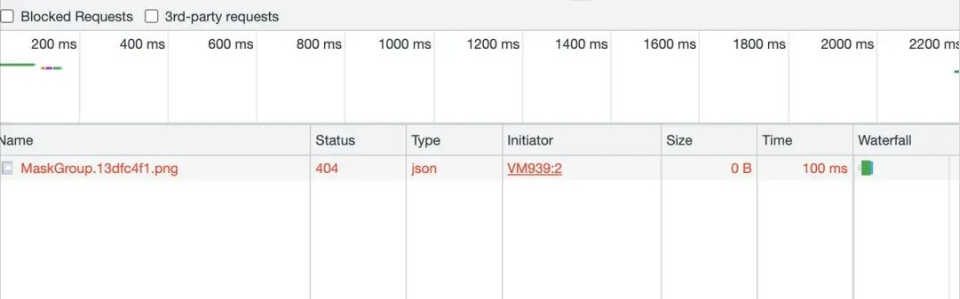 Blocked Requests 3rd-party requests
200 ms 400 ms 600 ms 800 ms 1000 ms 1200 ms 1400 ms 1600 ms 1800 ms 2000 ms 2200 ms
Name Status Type Initiator Size Time Waterfall
MaskGroup.13dfc4f1.png 404 json VM939:2 0 B 100 ms